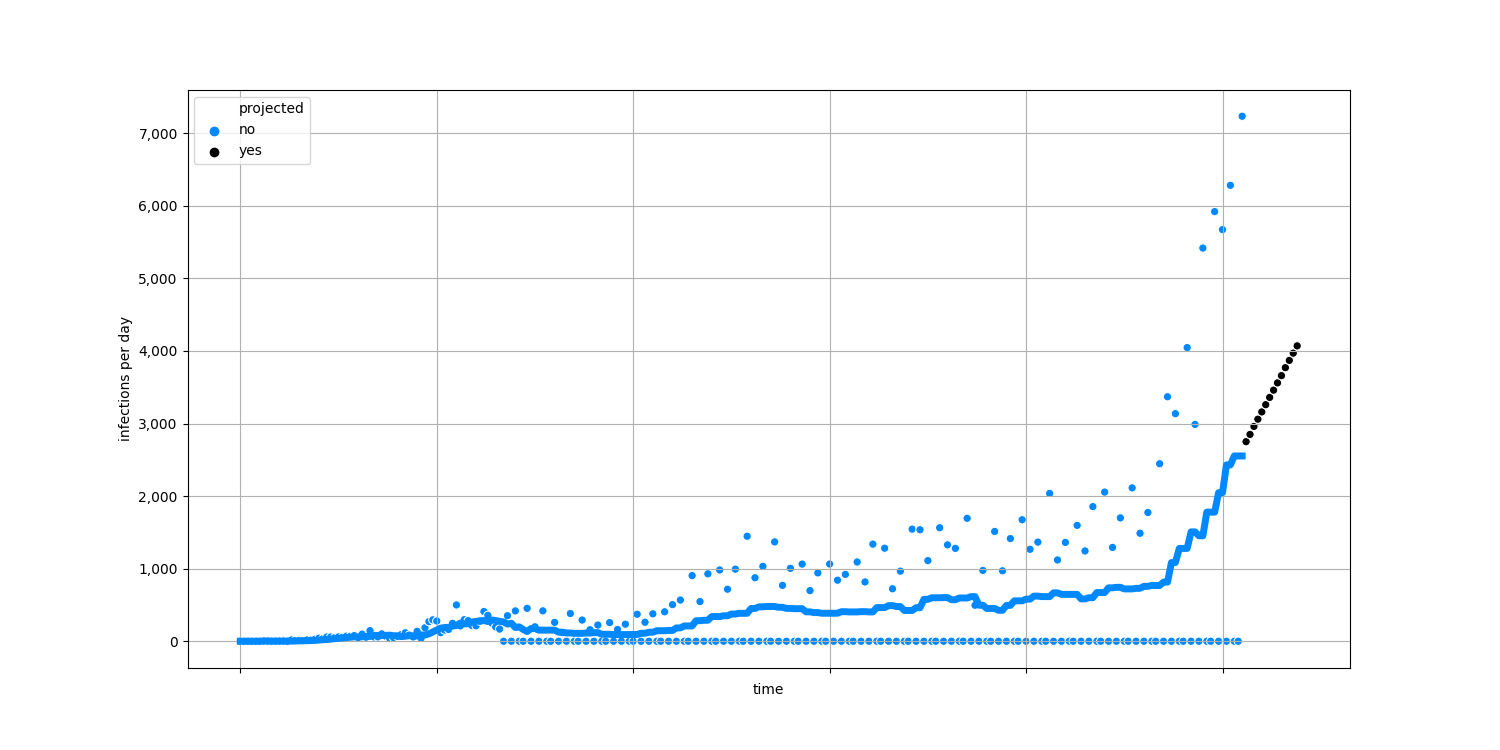 projected
no
yes
7,000
6,000
5,000
4,000
3,000
2,000
1,000
0
infections per day
time